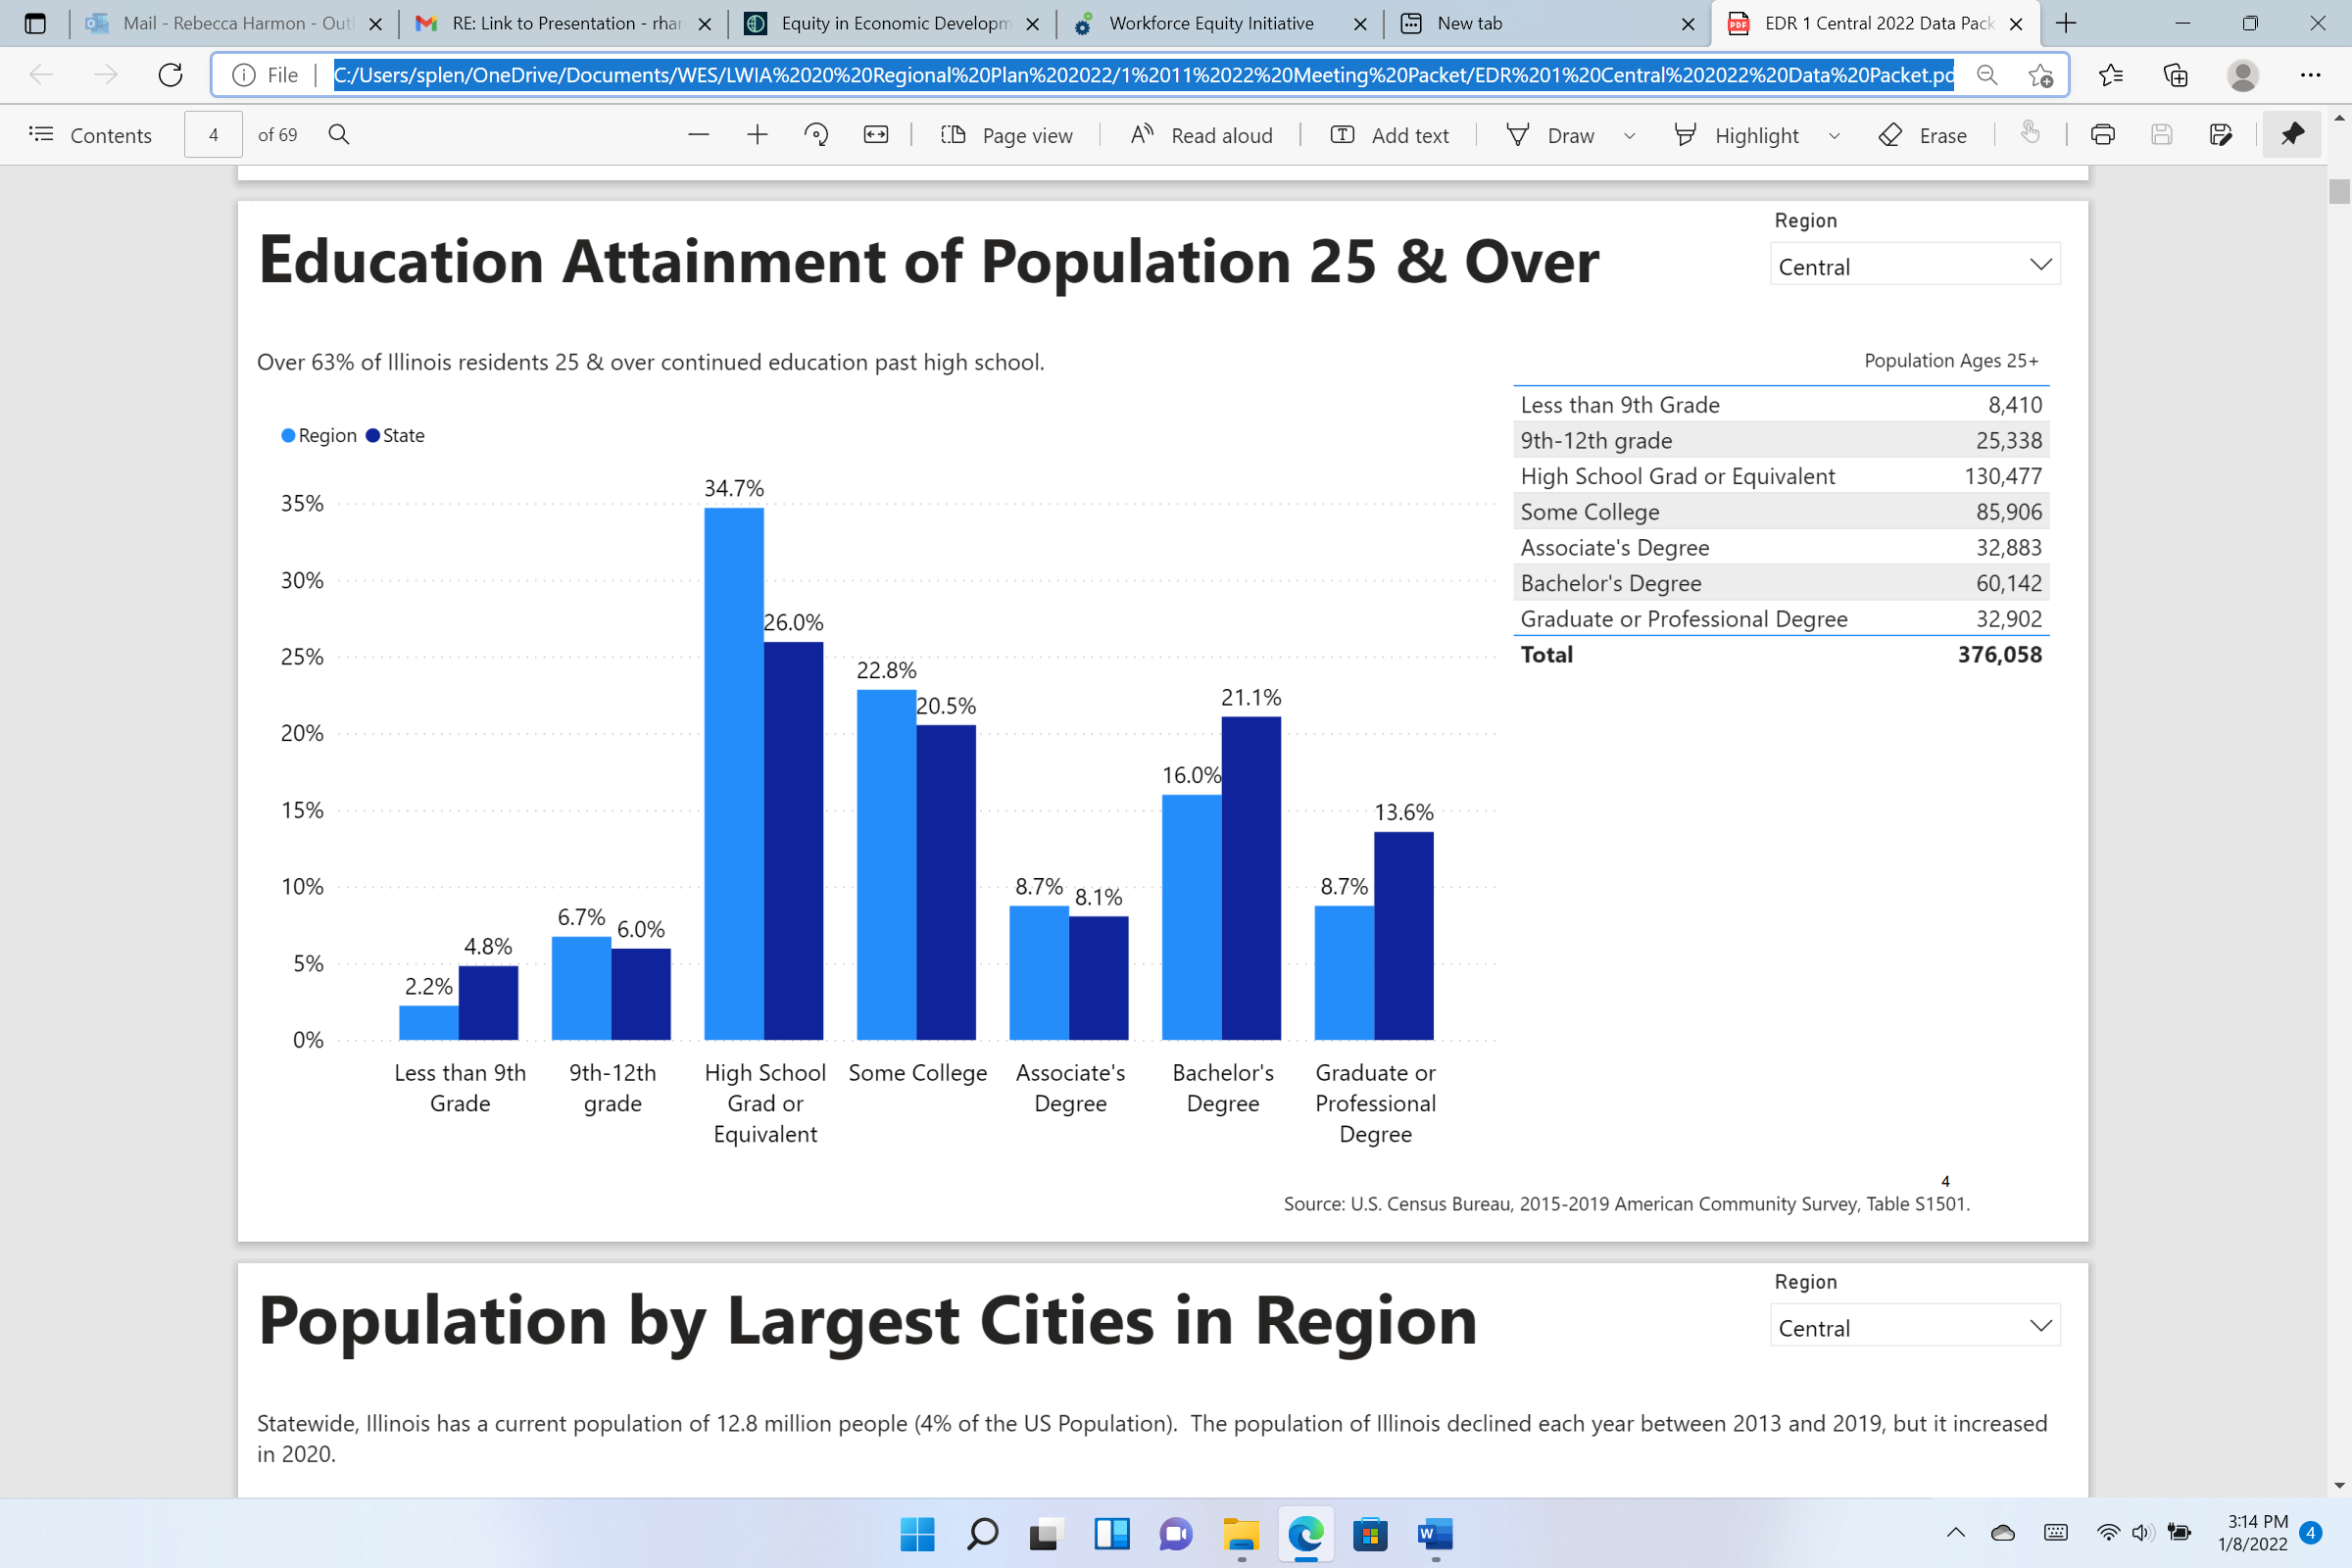 Mail - Rebecca Harmon - Outl
RE: Link to Presentation - rhar
Equity in Economic Developm
Workforce Equity Initiative
New tab
EDR 1 Central 2022 Data Pack
File
C:/Users/splen/OneDrive/Documents/WES/LWIA%2020%20Regional%20Plan%202022/1%2011%2022%20Meeting%20Packet/EDR%201%20Central%202022%20Data%20Packet.pd
Contents
4
of 69
Page view
Read aloud
Add text
Draw
Highlight
Erase
Education Attainment of Population 25 & Over
Region
Central
Over 63% of Illinois residents 25 & over continued education past high school.
Region State
35%
30%
25%
20%
15%
10%
5%
0%
2.2%
4.8%
6.7%
6.0%
34.7%
26.0%
22.8%
20.5%
8.7%
8.1%
16.0%
21.1%
8.7%
13.6%
Less than 9th
Grade
9th-12th
grade
High School
Grad or
Equivalent
Some College
Associate's
Degree
Bachelor's
Degree
Graduate or
Professional
Degree
Population Ages 25+
Less than 9th Grade 8,410
9th-12th grade 25,338
High School Grad or Equivalent 130,477
Some College 85,906
Associate's Degree 32,883
Bachelor's Degree 60,142
Graduate or Professional Degree 32,902
Total 376,058
4
Source: U.S. Census Bureau, 2015-2019 American Community Survey, Table S1501.
Population by Largest Cities in Region
Region
Central
Statewide, Illinois has a current population of 12.8 million people (4% of the US Population). The population of Illinois declined each year between 2013 and 2019, but it increased
in 2020.
3:14 PM
1/8/2022
4